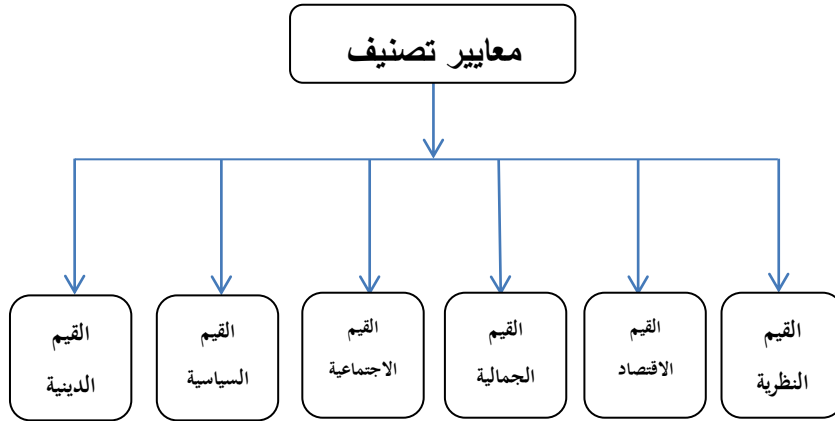 معايير تصنيف
القيم
النظرية
القيم
الاقتصاد
القيم
الجمالية
القيم
الاجتماعية
القيم
السياسية
القيم
الدينية